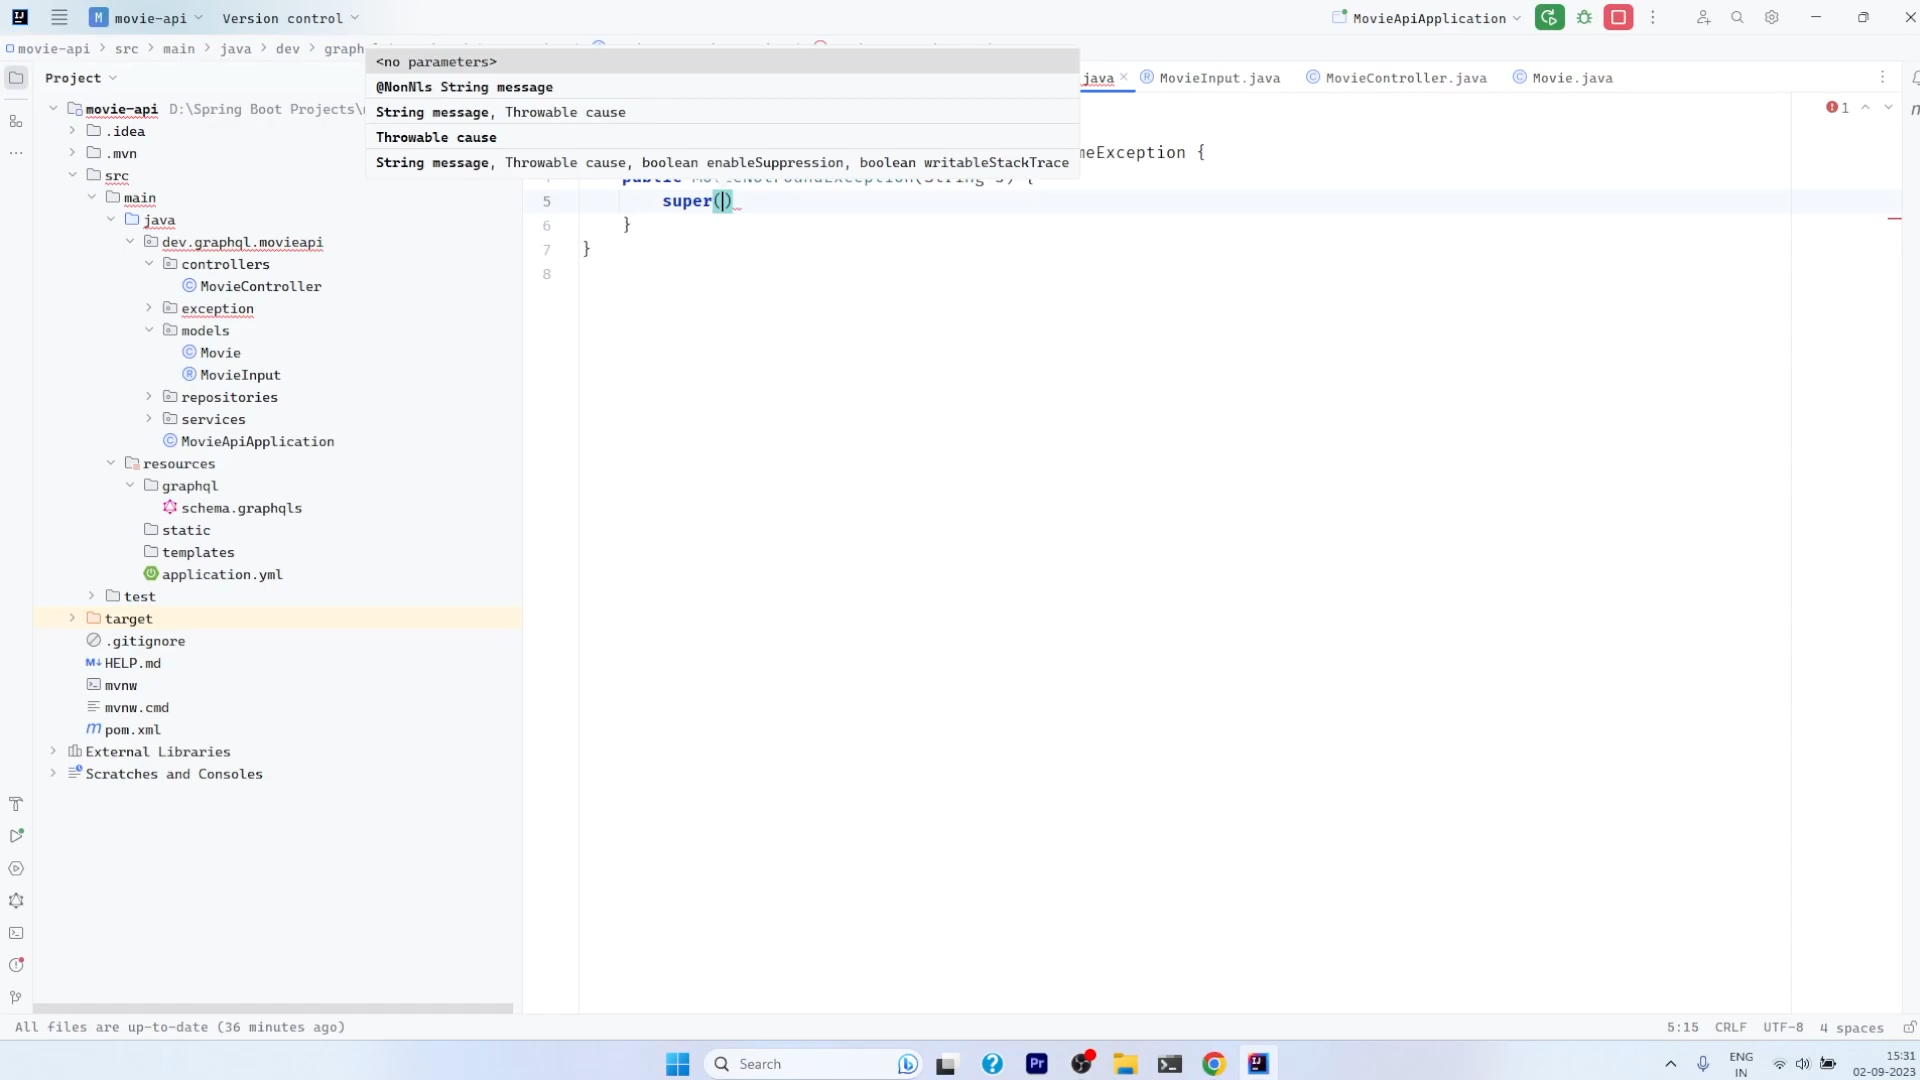 M movie-api Version control MovieApiApplication
movie-api src main java dev graph
Project
<no parameters>
@NonNls String message
String message, Throwable cause
Throwable cause
String message, Throwable cause, boolean enableSuppression, boolean writableStackTrace
java MovieInput.java MovieController.java Movie.java
1
movie-api D:\Spring Boot Projects\
.idea
.mvn
src
main
java
dev.graphql.movieapi
controllers
MovieController
exception
models
Movie
MovieInput
repositories
services
MovieApiApplication
resources
graphql
schema.graphqls
static
templates
application.yml
test
target
.gitignore
M↓ HELP.md
mvnw
mvnw.cmd
m pom.xml
External Libraries
Scratches and Consoles
meException {
public MovieNotFoundException(String s) {
5 super()
6 }
7 }
8
All files are up-to-date (36 minutes ago) 5:15 CRLF UTF-8 4 spaces
Search Pr ENG IN 15:31 02-09-2023